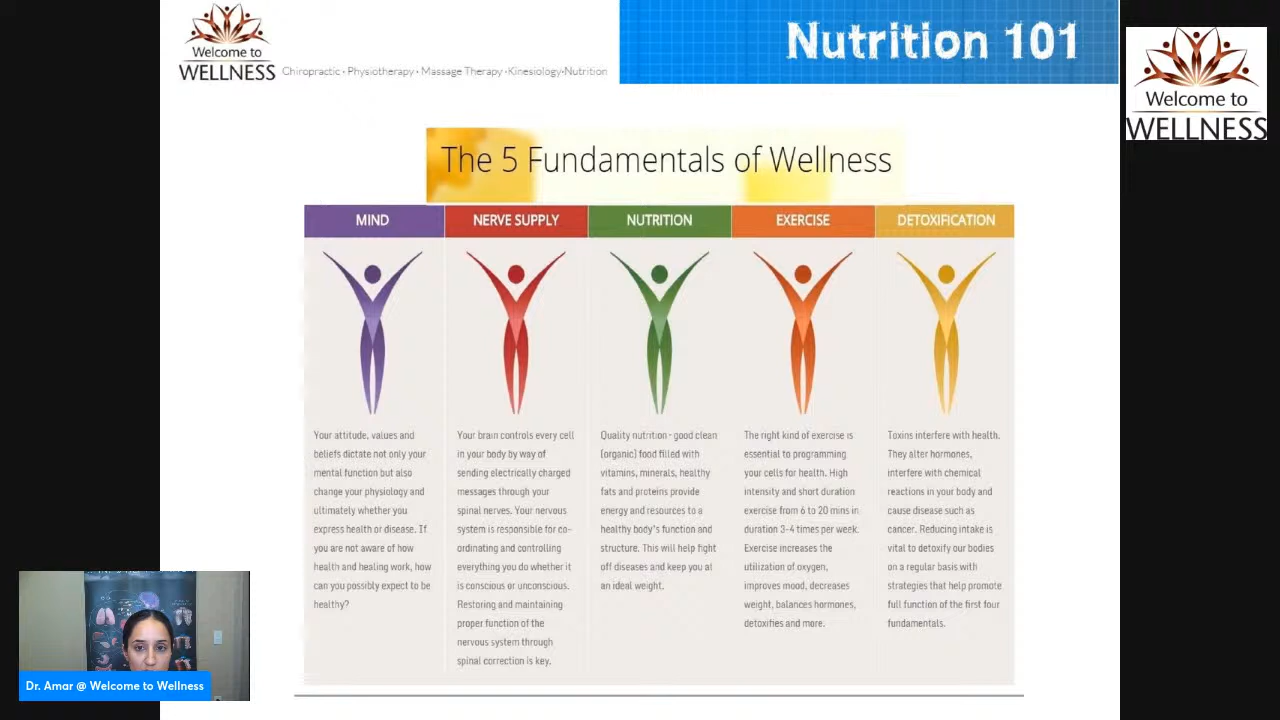 Welcome to
WELLNESS
Chiropractic • Physiotherapy • Massage Therapy •Kinesiology•Nutrition
Nutrition 101
Welcome to
WELLNESS
The 5 Fundamentals of Wellness
MIND
Your attitude, values and
beliefs dictate not only your
mental function but also
change your physiology and
ultimately whether you
express health or disease. If
you are not aware of how
health and healing work, how
can you possibly expect to be
healthy?
NERVE SUPPLY
Your brain controls every cell
in your body by way of
sending electrically charged
messages through your
spinal nerves. Your nervous
system is responsible for co-
ordinating and controlling
everything you do whether it
is conscious or unconscious.
Restoring and maintaining
proper function of the
nervous system through
spinal correction is key.
NUTRITION
Quality nutrition - good clean
(organic) food filled with
vitamins, minerals, healthy
fats and proteins provide
energy and resources to a
healthy body's function and
structure. This will help fight
off diseases and keep you at
an ideal weight.
EXERCISE
The right kind of exercise is
essential to programming
your cells for health. High
intensity and short duration
exercise from 6 to 20 mins in
duration 3-4 times per week.
Exercise increases the
utilization of oxygen,
improves mood, decreases
weight, balances hormones,
detoxifies and more.
DETOXIFICATION
Toxins interfere with health.
They alter hormones,
interfere with chemical
reactions in your body and
cause disease such as
cancer. Reducing intake is
vital to detoxify our bodies
on a regular basis with
strategies that help promote
full function of the first four
fundamentals.
Dr. Amar @ Welcome to Wellness